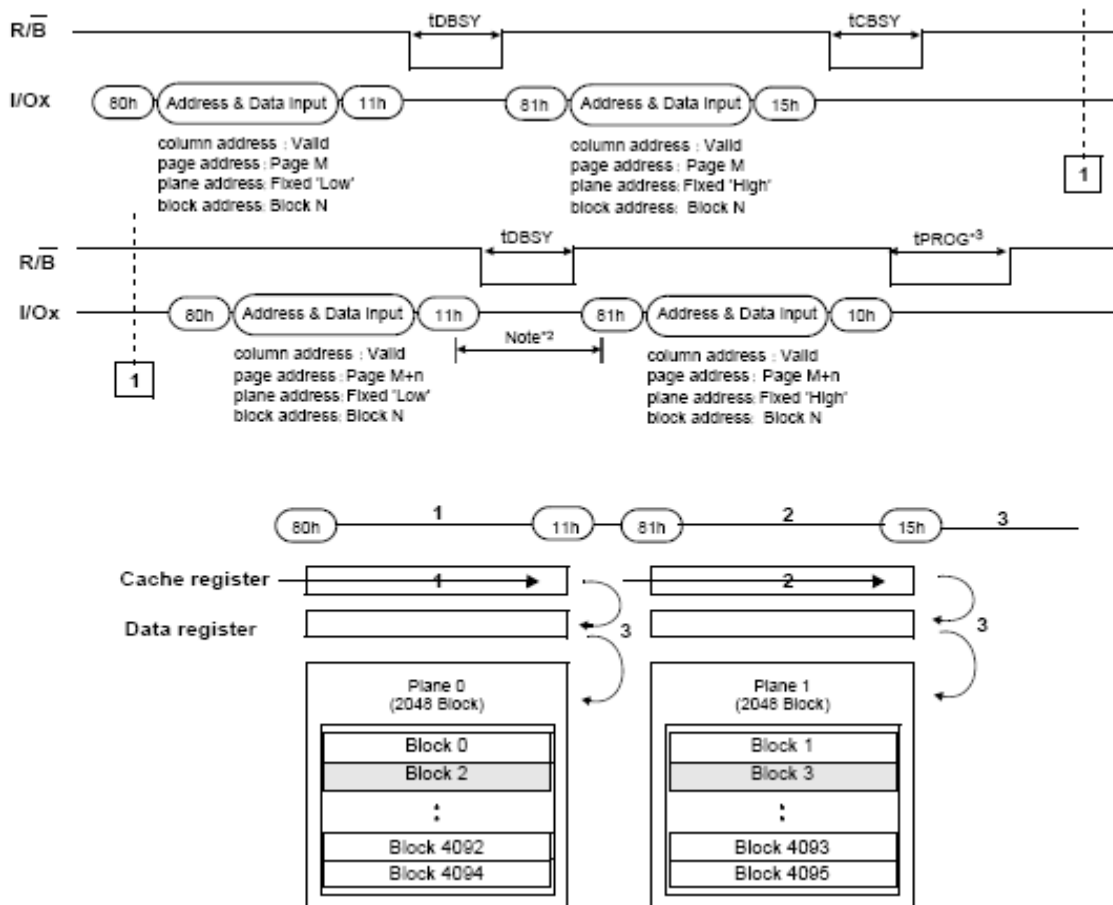 tDBSY tCBSY
R/B
I/Ox 80h Address & Data Input 11h 81h Address & Data Input 15h
column address : Valid column address : Valid
page address : Page M page address : Page M
plane address: Fixed 'Low' plane address: Fixed 'High'
block address: Block N block address: Block N
1
tDBSY tPROG*3
R/B
I/Ox 80h Address & Data Input 11h 81h Address & Data Input 10h
Note*2
1
column address : Valid column address : Valid
page address : Page M+n page address : Page M+n
plane address: Fixed 'Low' plane address: Fixed 'High'
block address: Block N block address: Block N
80h 1 11h 81h 2 15h 3
Cache register 1 2
Data register 3 3
Plane 0 Plane 1
(2048 Block) (2048 Block)
Block 0 Block 1
Block 2 Block 3
: :
Block 4092 Block 4093
Block 4094 Block 4095